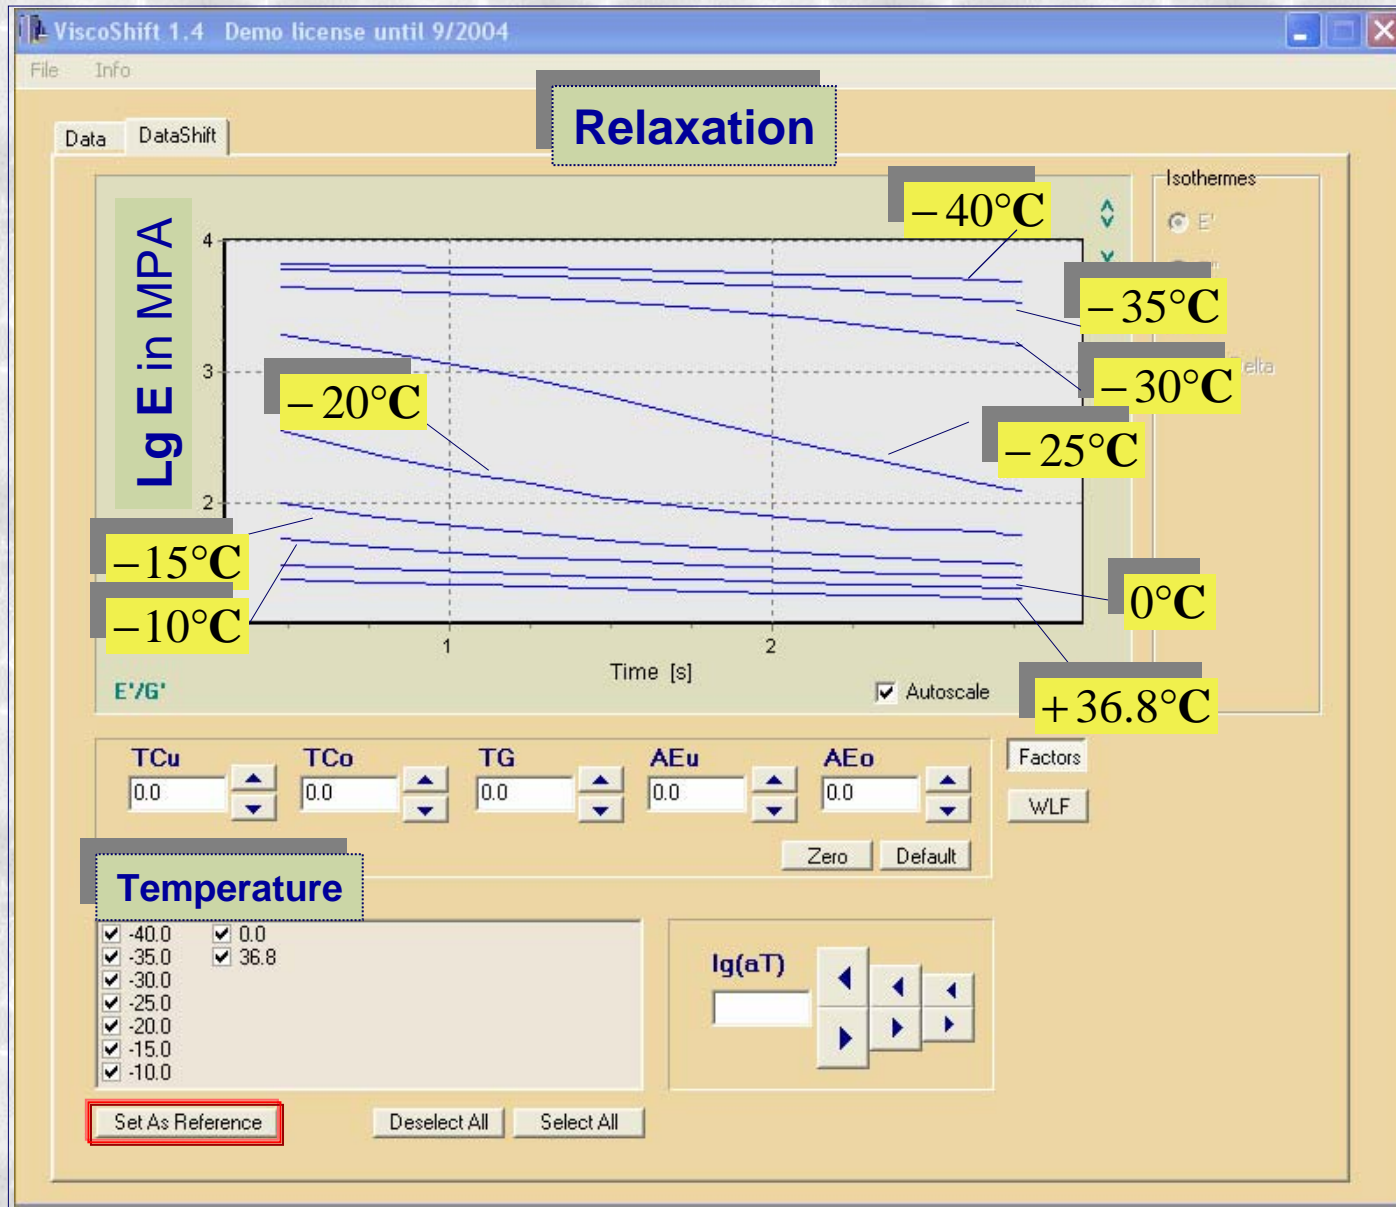 ViscoShift 1.4 Demo license until 9/2004
File Info
Relaxation
Data DataShift
Isothermes
E'
Lg E in MPA
4
3
2
1
2
Time [s]
−40°C
−35°C
−30°C
elta
−25°C
−20°C
−15°C
−10°C
0°C
+36.8°C
E'/G'
Autoscale
TCu TCo TG AEu AEo
0.0 0.0 0.0 0.0 0.0
Factors
WLF
Zero Default
Temperature
-40.0 0.0
-35.0 36.8
-30.0
-25.0
-20.0
-15.0
-10.0
lg(aT)
Set As Reference Deselect All Select All